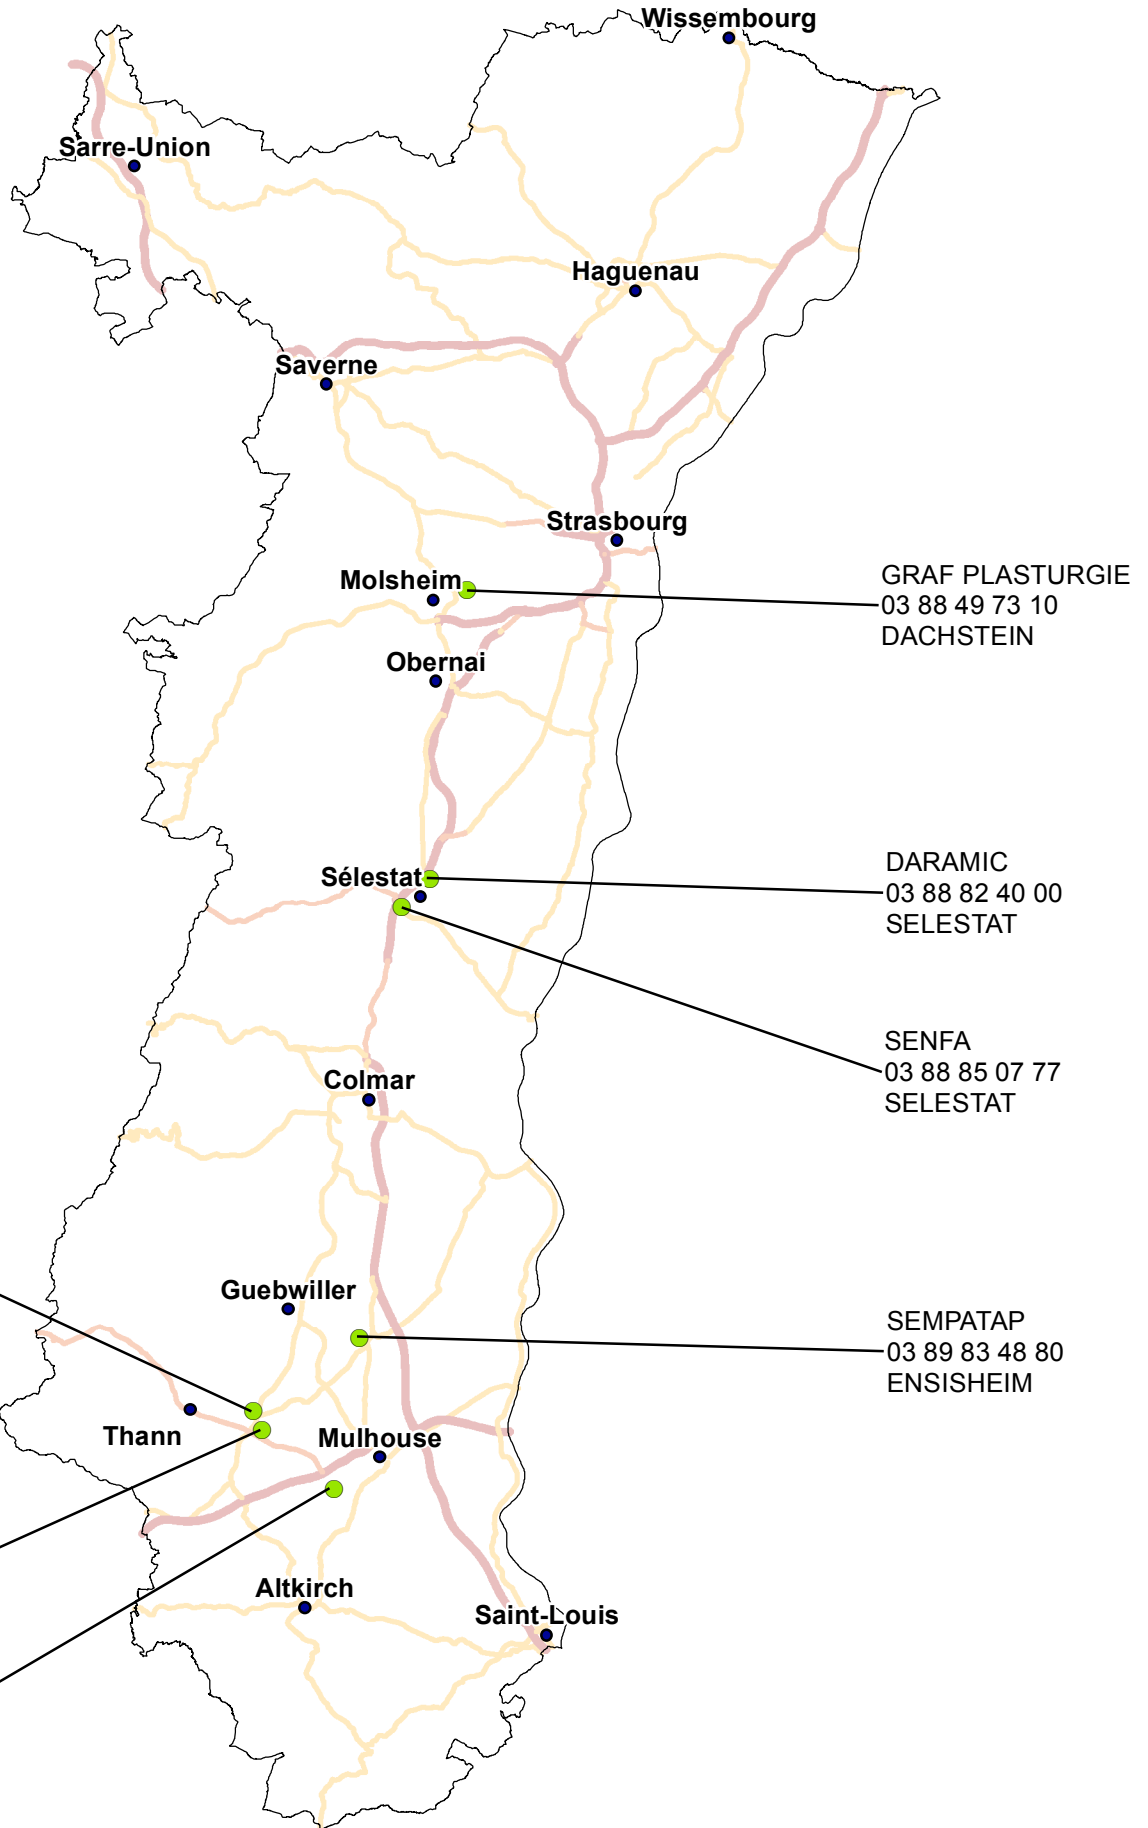 Wissembourg
Sarre-Union
Haguenau
Saverne
Strasbourg
Molsheim
GRAF PLASTURGIE
03 88 49 73 10
DACHSTEIN
Obernai
Sélestat
DARAMIC
03 88 82 40 00
SELESTAT
SENFA
03 88 85 07 77
SELESTAT
Colmar
Guebwiller
SEMPATAP
03 89 83 48 80
ENSISHEIM
Thann
Mulhouse
Altkirch
Saint-Louis